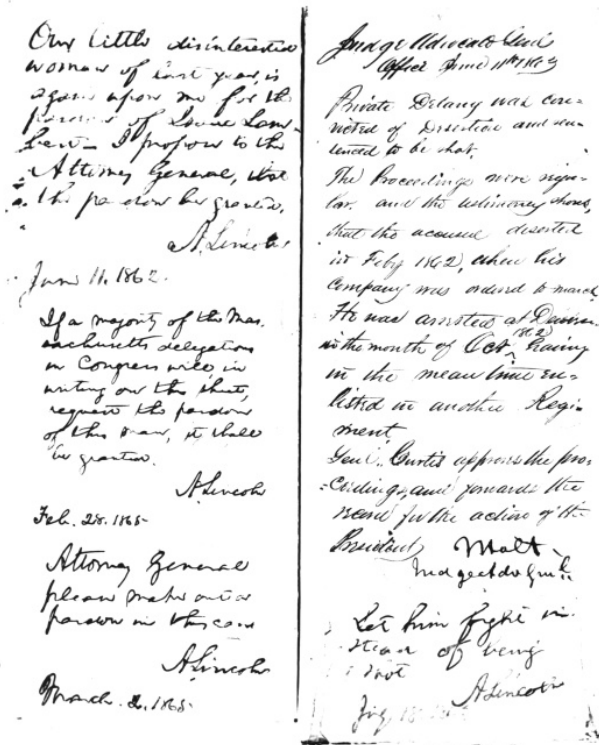 Our little disinterested
woman of last year, is
again upon me for the
pardon of Louis Lam-
bert - I propose to the
Attorney General, that
the pardon be granted.
A. Lincoln
June 11. 1862.
If a majority of the Mas-
sachusetts delegation
in Congress will, in
writing on this sheet,
request the pardon
of this man, it shall
be granted.
A. Lincoln
Feb. 28. 1865-
Attorney General
please make out a
pardon in this case
A. Lincoln
March 2. 1865-
Judge Advocate Genl
Office June 11th 1863
Private Delany was con-
victed of Desertion and sen-
tenced to be shot.
The Proceedings were regu-
lar, and the testimony shows,
that the accused deserted
in Feby 1862, when his
Company was ordered to march
He was arrested at
in the month of Oct 1862, having
in the mean time en-
listed in another Regi-
ment.
Genl. Curtis approves the pro-
ceedings, and forwards the
record for the action of the
President,
Holt
Let him fight in-
stead of being
shot
A. Lincoln